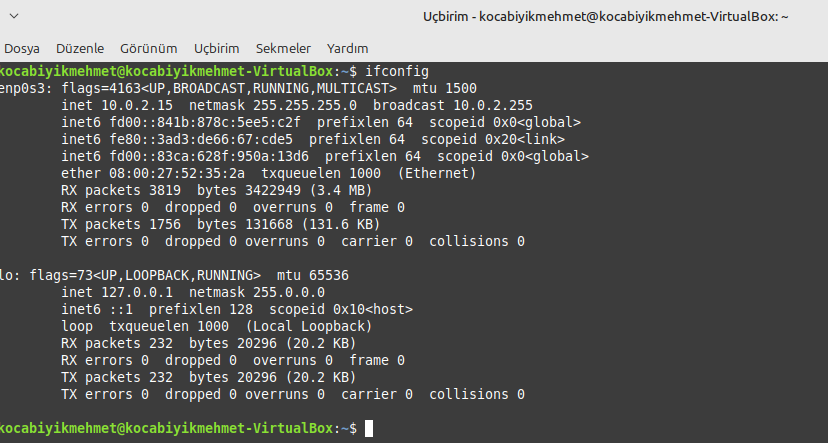 Uçbirim - kocabiyikmehmet@kocabiyikmehmet-VirtualBox: ~
Dosya Düzenle Görünüm Uçbirim Sekmeler Yardım
kocabiyikmehmet@kocabiyikmehmet-VirtualBox:~$ ifconfig
enp0s3: flags=4163<UP,BROADCAST,RUNNING,MULTICAST>  mtu 1500
        inet 10.0.2.15  netmask 255.255.255.0  broadcast 10.0.2.255
        inet6 fd00::841b:878c:5ee5:c2f  prefixlen 64  scopeid 0x0<global>
        inet6 fe80::3ad3:de66:67:cde5  prefixlen 64  scopeid 0x20<link>
        inet6 fd00::83ca:628f:950a:13d6  prefixlen 64  scopeid 0x0<global>
        ether 08:00:27:52:35:2a  txqueuelen 1000  (Ethernet)
        RX packets 3819  bytes 3422949 (3.4 MB)
        RX errors 0  dropped 0  overruns 0  frame 0
        TX packets 1756  bytes 131668 (131.6 KB)
        TX errors 0  dropped 0 overruns 0  carrier 0  collisions 0

lo: flags=73<UP,LOOPBACK,RUNNING>  mtu 65536
        inet 127.0.0.1  netmask 255.0.0.0
        inet6 ::1  prefixlen 128  scopeid 0x10<host>
        loop  txqueuelen 1000  (Local Loopback)
        RX packets 232  bytes 20296 (20.2 KB)
        RX errors 0  dropped 0  overruns 0  frame 0
        TX packets 232  bytes 20296 (20.2 KB)
        TX errors 0  dropped 0 overruns 0  carrier 0  collisions 0

kocabiyikmehmet@kocabiyikmehmet-VirtualBox:~$